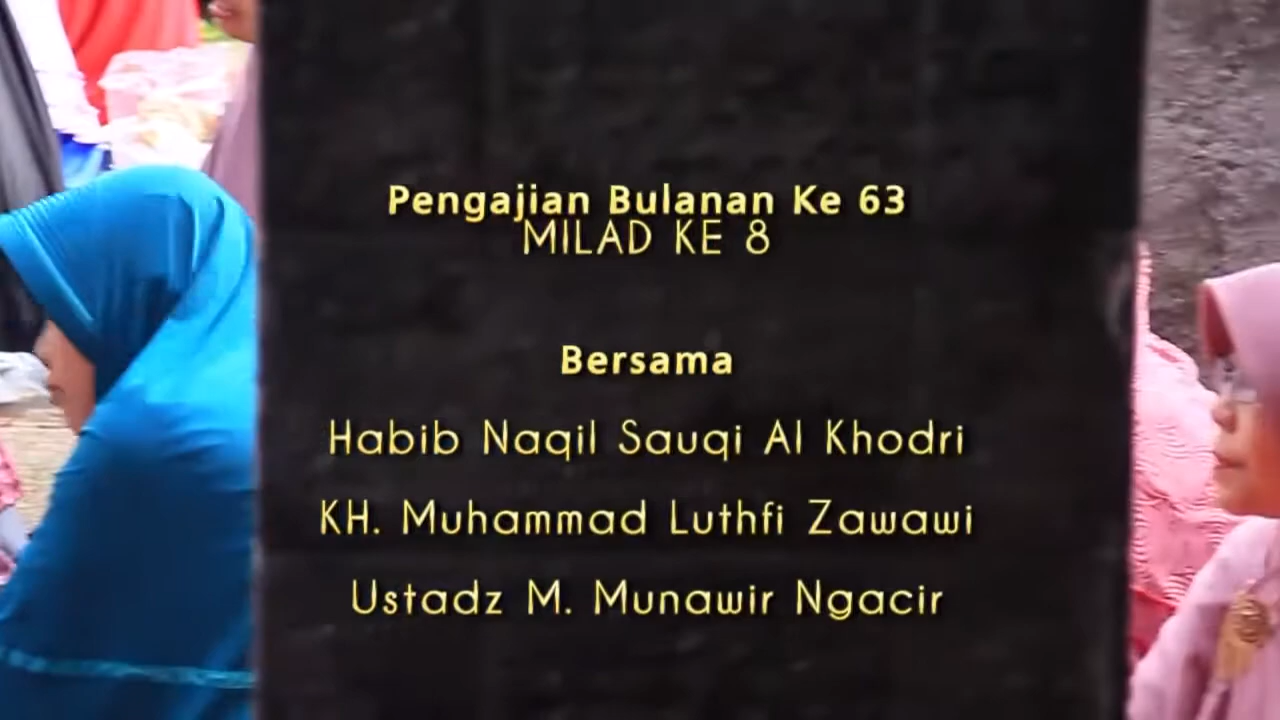 Pengajian Bulanan Ke 63
MILAD KE 8
Bersama
Habib Naqil Sauqi Al Khodri
KH. Muhammad Luthfi Zawawi
Ustadz M. Munawir Ngacir